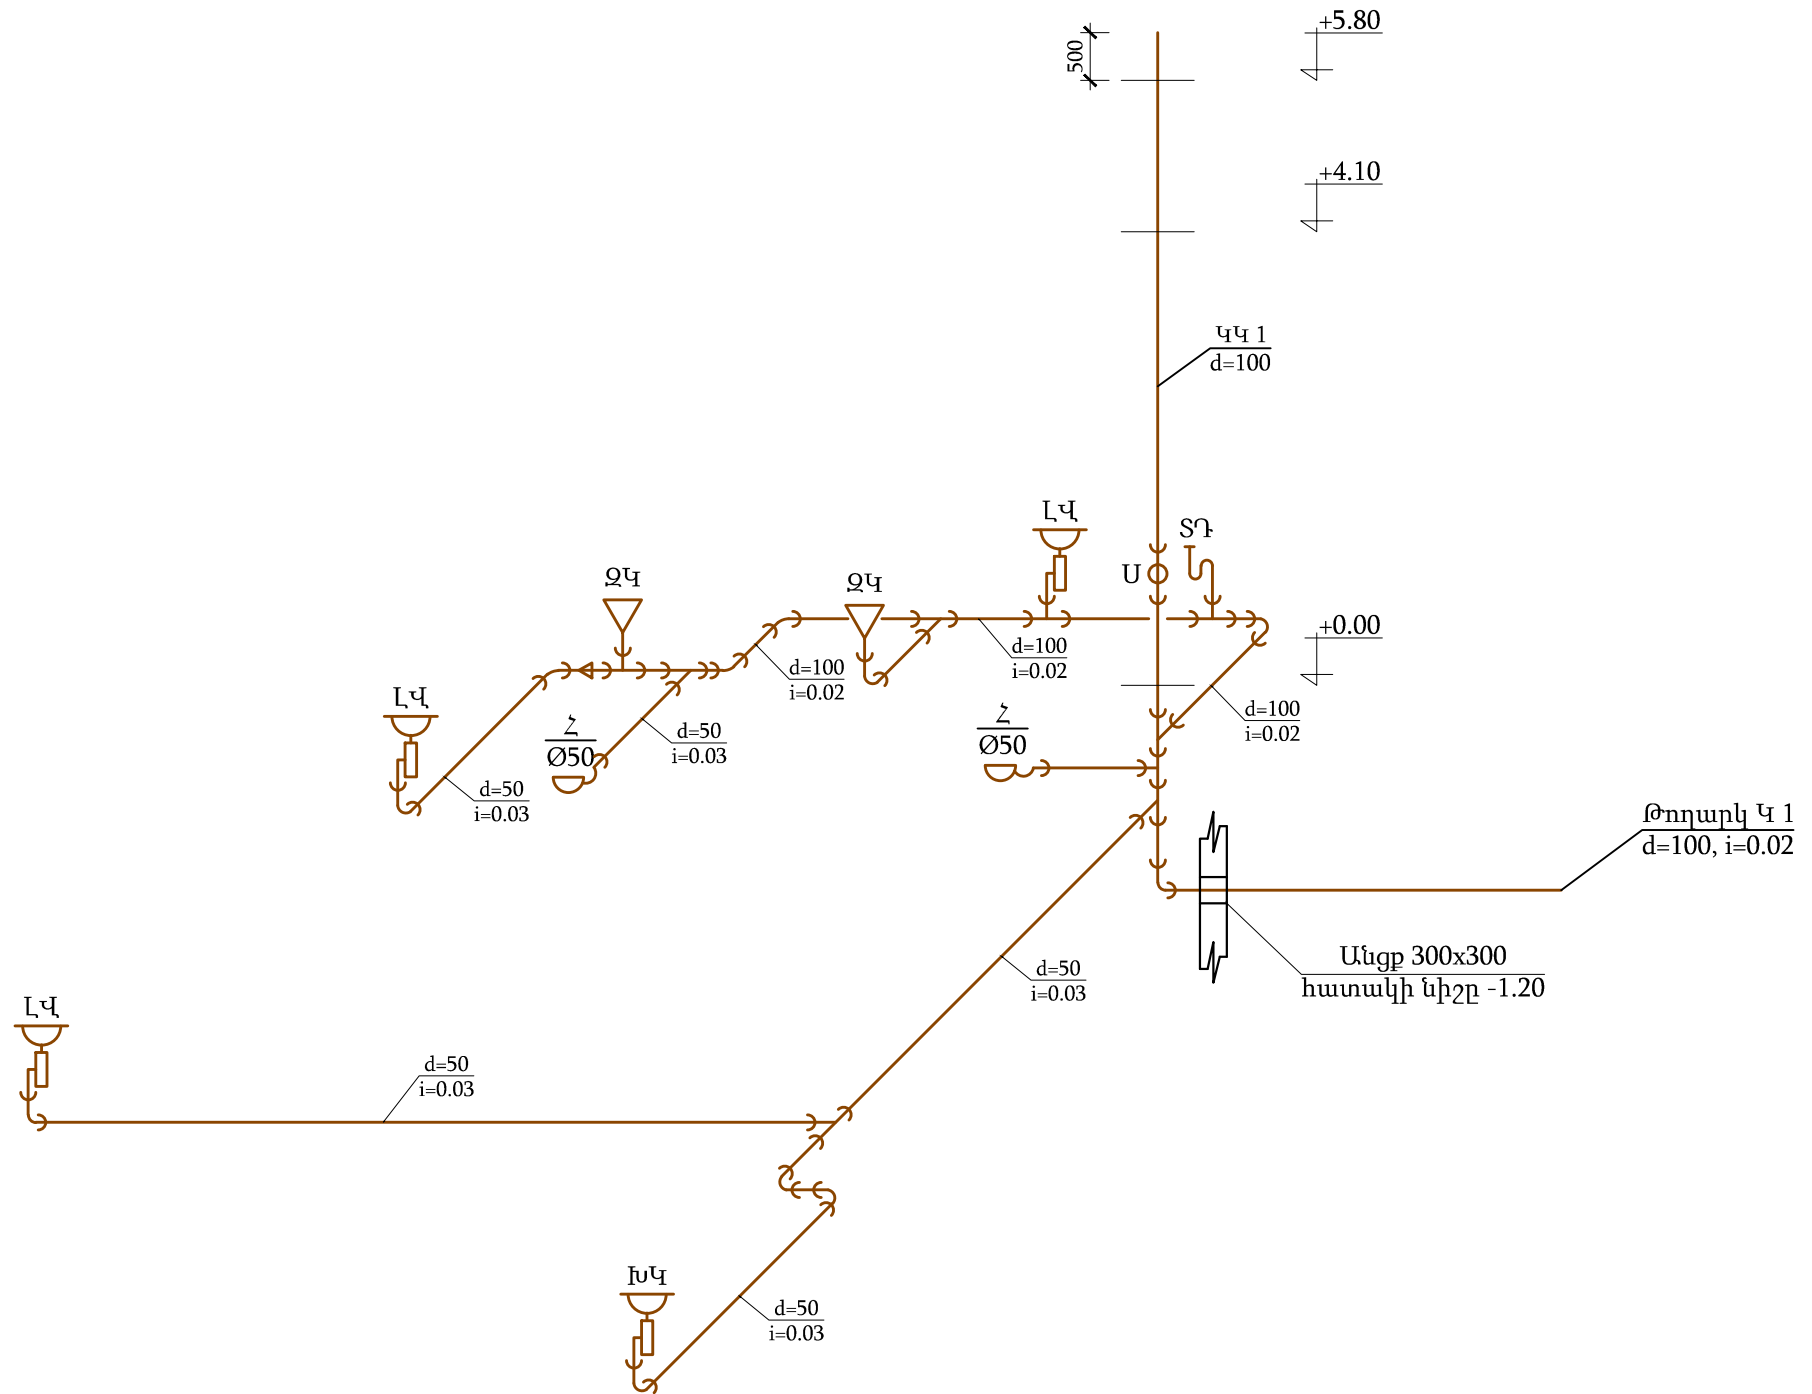 +5.80
500
+4.10
ԿԿ 1
d=100
ԼՎ
ՏԴ
Ս
ԶԿ
ԶԿ
+0.00
d=100
i=0.02
d=100
i=0.02
ԼՎ
Հ
Ø50
d=50
i=0.03
Հ
Ø50
d=100
i=0.02
d=50
i=0.03
Թողարկ Կ 1
d=100, i=0.02
Անցք 300x300
հատակի նիշը -1.20
d=50
i=0.03
ԼՎ
d=50
i=0.03
ԽԿ
d=50
i=0.03